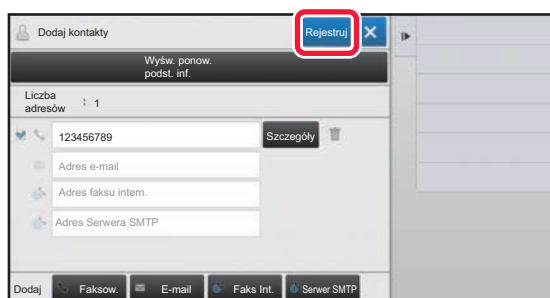 Dodaj kontakty
Rejestruj
Wyśw. ponow.
podst. inf.
Liczba
adresów : 1
123456789
Szczegóły
Adres e-mail
Adres faksu intern.
Adres Serwera SMTP
Dodaj Faksow. E-mail Faks Int. Serwer SMTP